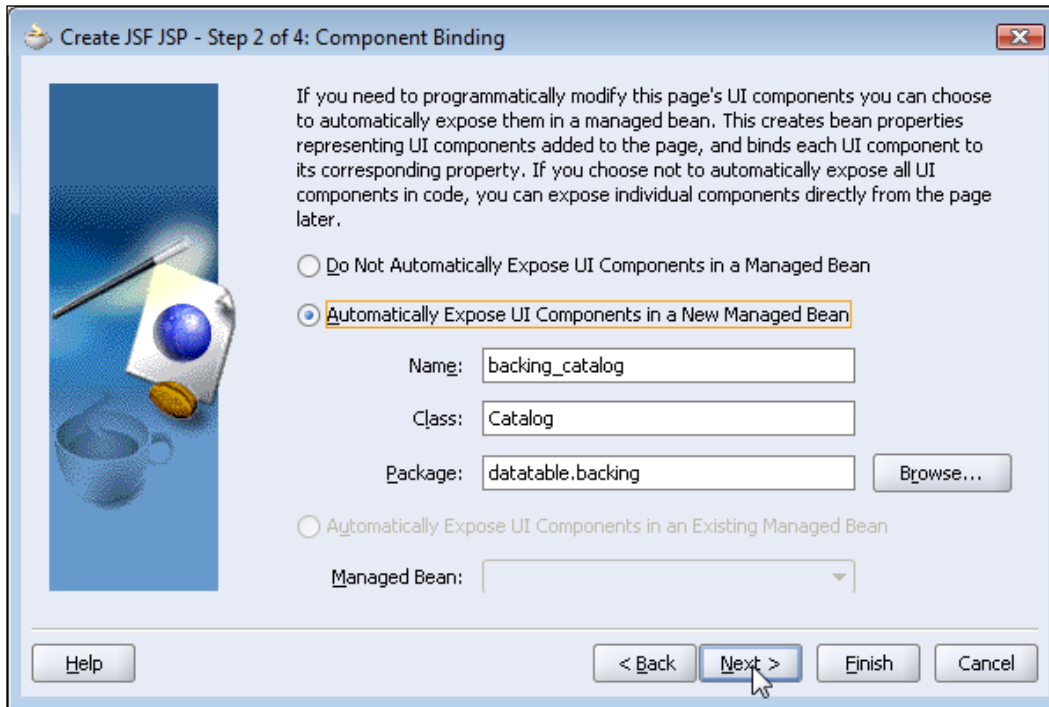 Create JSF JSP - Step 2 of 4: Component Binding
If you need to programmatically modify this page's UI components you can choose
to automatically expose them in a managed bean. This creates bean properties
representing UI components added to the page, and binds each UI component to
its corresponding property. If you choose not to automatically expose all UI
components in code, you can expose individual components directly from the page
later.
Do Not Automatically Expose UI Components in a Managed Bean
Automatically Expose UI Components in a New Managed Bean
Name: backing_catalog
Class: Catalog
Package: datatable.backing Browse...
Automatically Expose UI Components in an Existing Managed Bean
Managed Bean:
Help < Back Next > Finish Cancel